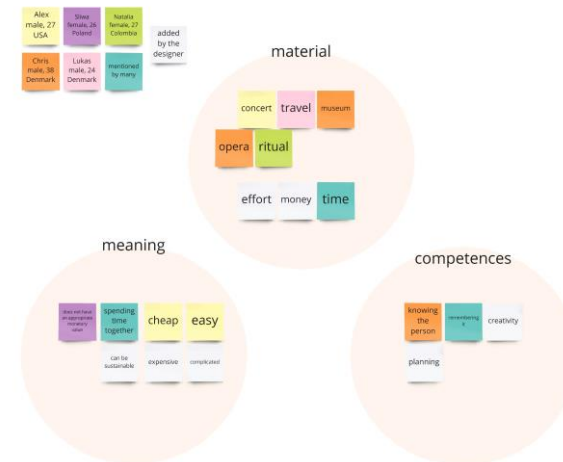 Alex
male, 27
USA
female, 26
Poland
Natalia
female, 27
Colombia
added
by the
designer
Chris
male, 38
Denmark
Lukas
male, 24
Denmark
mentioned
by many
material
concert
travel
museum
opera
ritual
effort
money
time
meaning
does not have
an appropriate
monetary
value
spending
time
together
cheap
easy
can be
sustainable
expensive
complicated
competences
knowing
the
person
remembering
creativity
planning